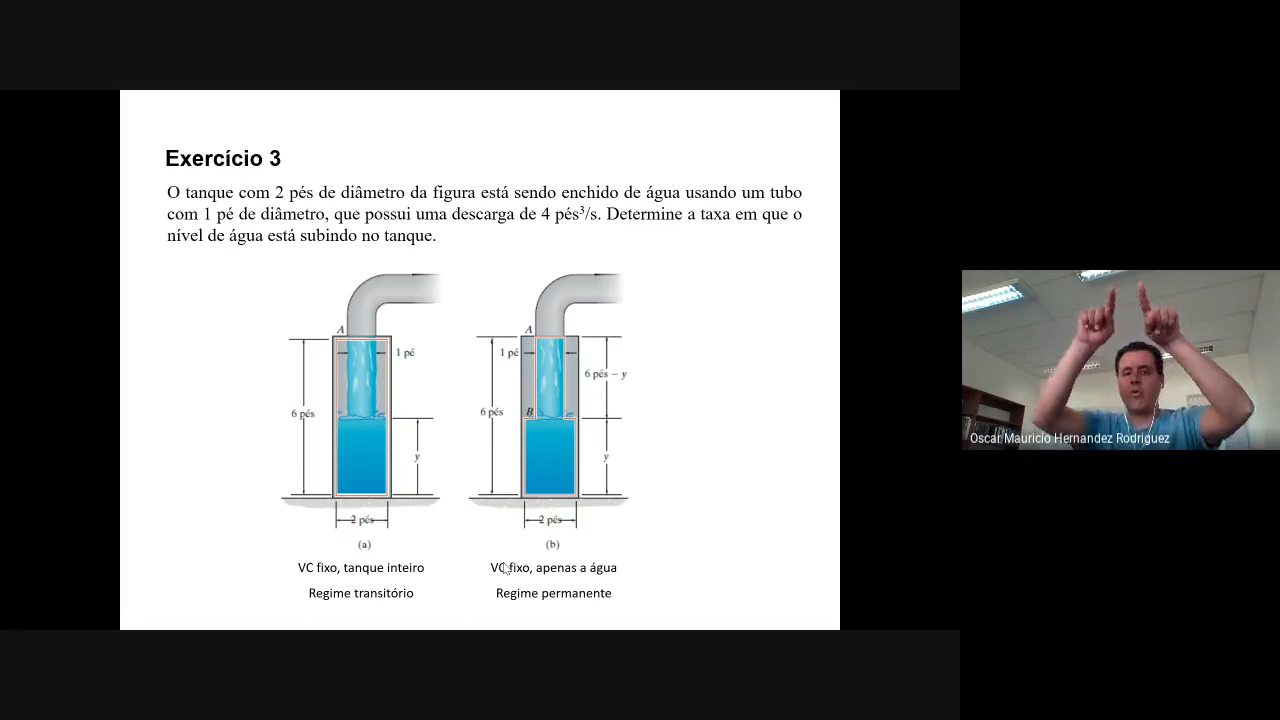 Exercício 3
O tanque com 2 pés de diâmetro da figura está sendo enchido de água usando um tubo
com 1 pé de diâmetro, que possui uma descarga de 4 pés³/s. Determine a taxa em que o
nível de água está subindo no tanque.
A
1 pé
6 pés
y
2 pés
(a)
A
1 pé
6 pés – y
6 pés
B
y
2 pés
(b)
VC fixo, tanque inteiro
Regime transitório
VC fixo, apenas a água
Regime permanente
Oscar Mauricio Hernandez Rodriguez